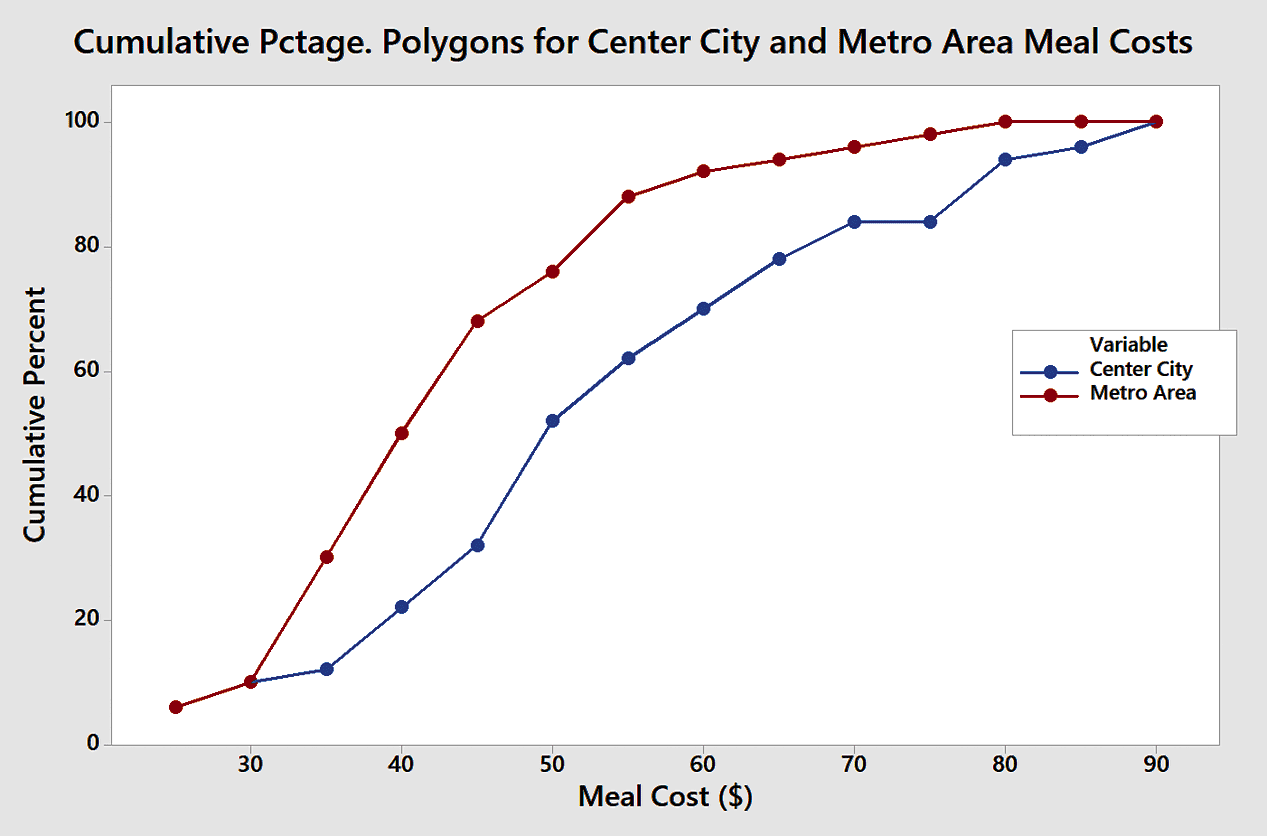 Cumulative Pctage. Polygons for Center City and Metro Area Meal Costs
100
80
60
40
20
0
Cumulative Percent
Variable
Center City
Metro Area
30 40 50 60 70 80 90
Meal Cost ($)